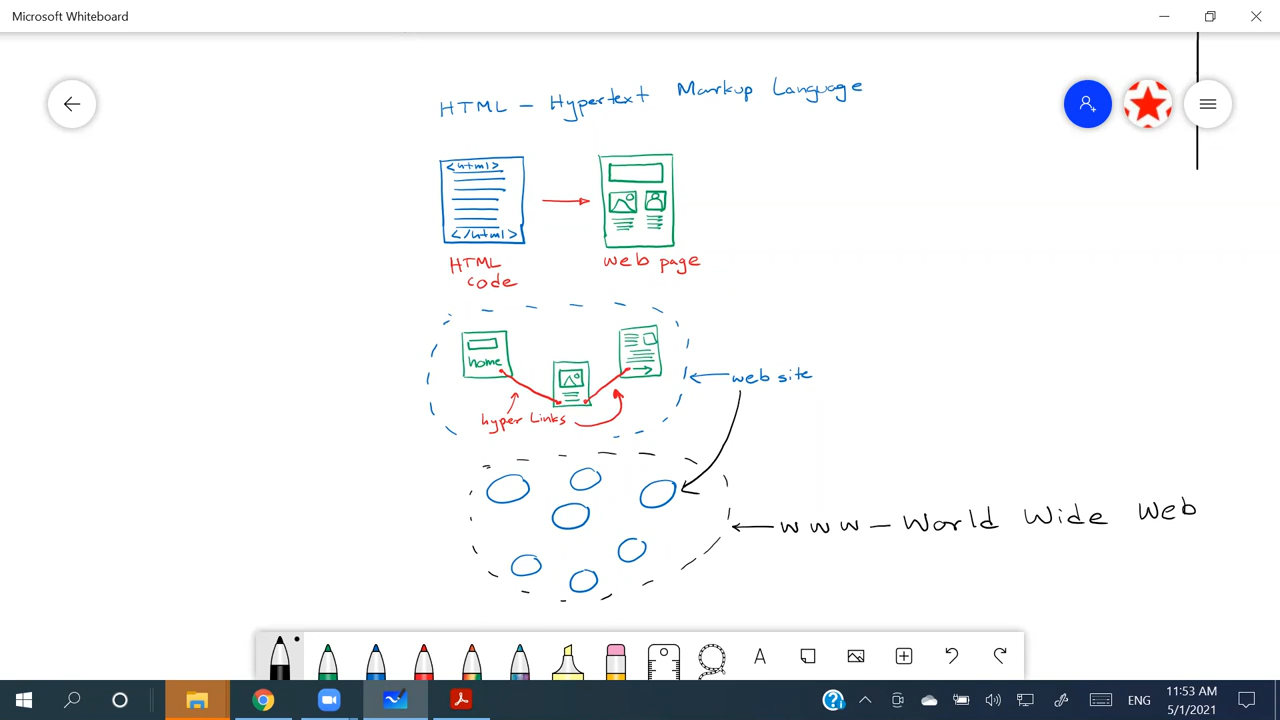 Microsoft Whiteboard
HTML - Hypertext Markup Language
<html>
</html>
HTML
code
web page
home
web site
hyper Links
www - World Wide Web
A
ENG
11:53 AM
5/1/2021